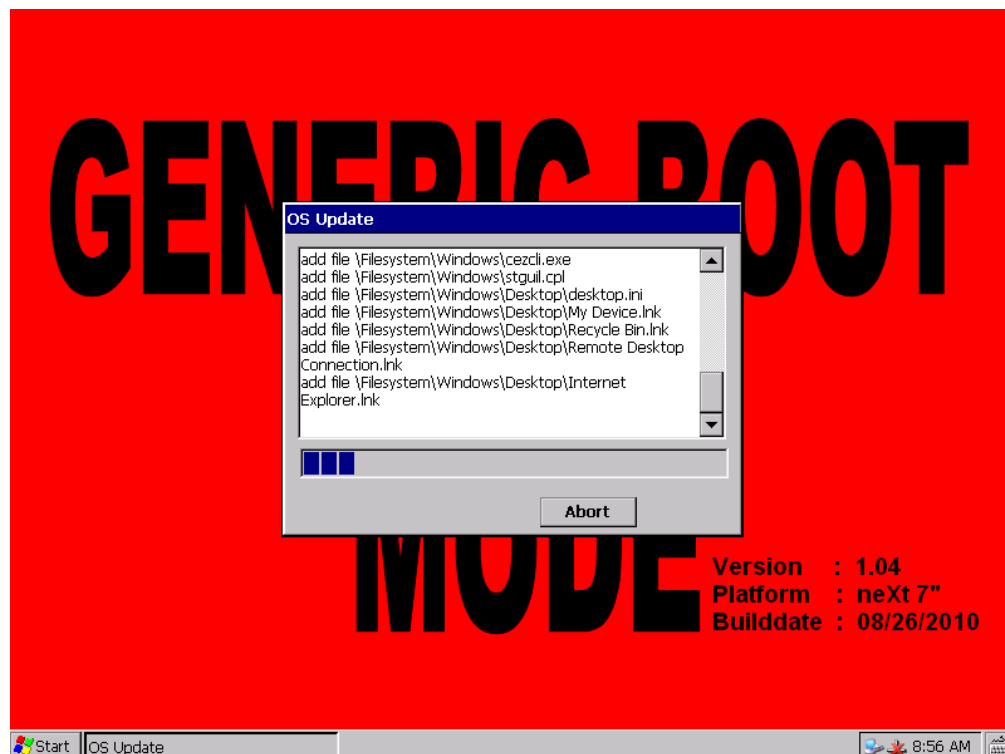 GENERIC BOOT
OS Update
add file \Filesystem\Windows\cezcli.exe
add file \Filesystem\Windows\stguil.cpl
add file \Filesystem\Windows\Desktop\desktop.ini
add file \Filesystem\Windows\Desktop\My Device.lnk
add file \Filesystem\Windows\Desktop\Recycle Bin.lnk
add file \Filesystem\Windows\Desktop\Remote Desktop
Connection.lnk
add file \Filesystem\Windows\Desktop\Internet
Explorer.lnk
Abort
MODE
Version : 1.04
Platform : neXt 7"
Builddate : 08/26/2010
Start
OS Update
8:56 AM